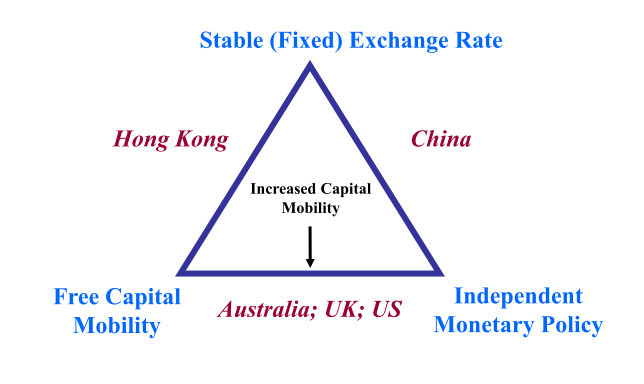 Stable (Fixed) Exchange Rate
Hong Kong
China
Increased Capital
Mobility
Free Capital
Mobility
Australia; UK; US
Independent
Monetary Policy